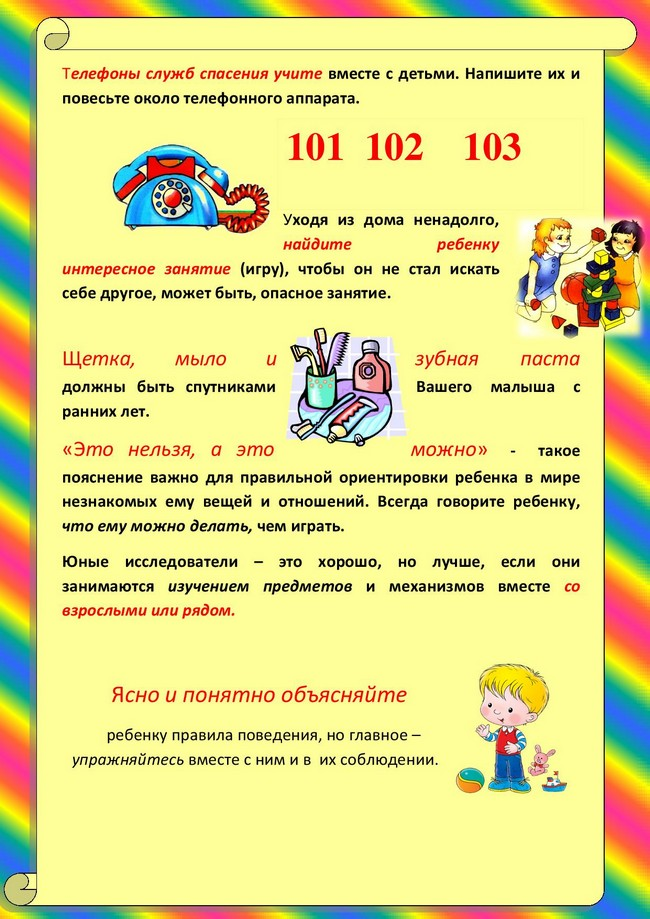 Телефоны служб спасения учите вместе с детьми. Напишите их и
повесьте около телефонного аппарата.
101 102 103
Уходя из дома ненадолго,
найдите ребенку
интересное занятие (игру), чтобы он не стал искать
себе другое, может быть, опасное занятие.
Щетка, мыло и зубная паста
должны быть спутниками Вашего малыша с
ранних лет.
«Это нельзя, а это можно» - такое
пояснение важно для правильной ориентировки ребенка в мире
незнакомых ему вещей и отношений. Всегда говорите ребенку,
что ему можно делать, чем играть.
Юные исследователи – это хорошо, но лучше, если они
занимаются изучением предметов и механизмов вместе со
взрослыми или рядом.
Ясно и понятно объясняйте
ребенку правила поведения, но главное –
упражняйтесь вместе с ним и в их соблюдении.